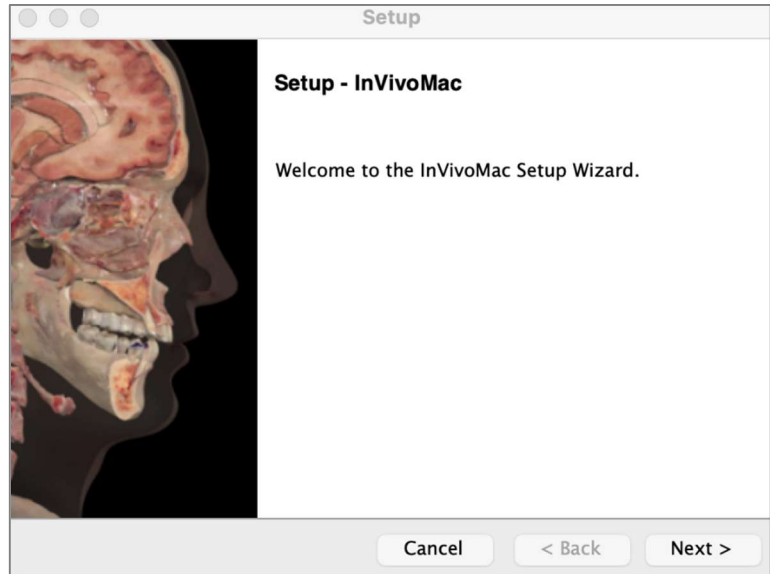 Setup
Setup - InVivoMac
Welcome to the InVivoMac Setup Wizard.
Cancel
< Back
Next >